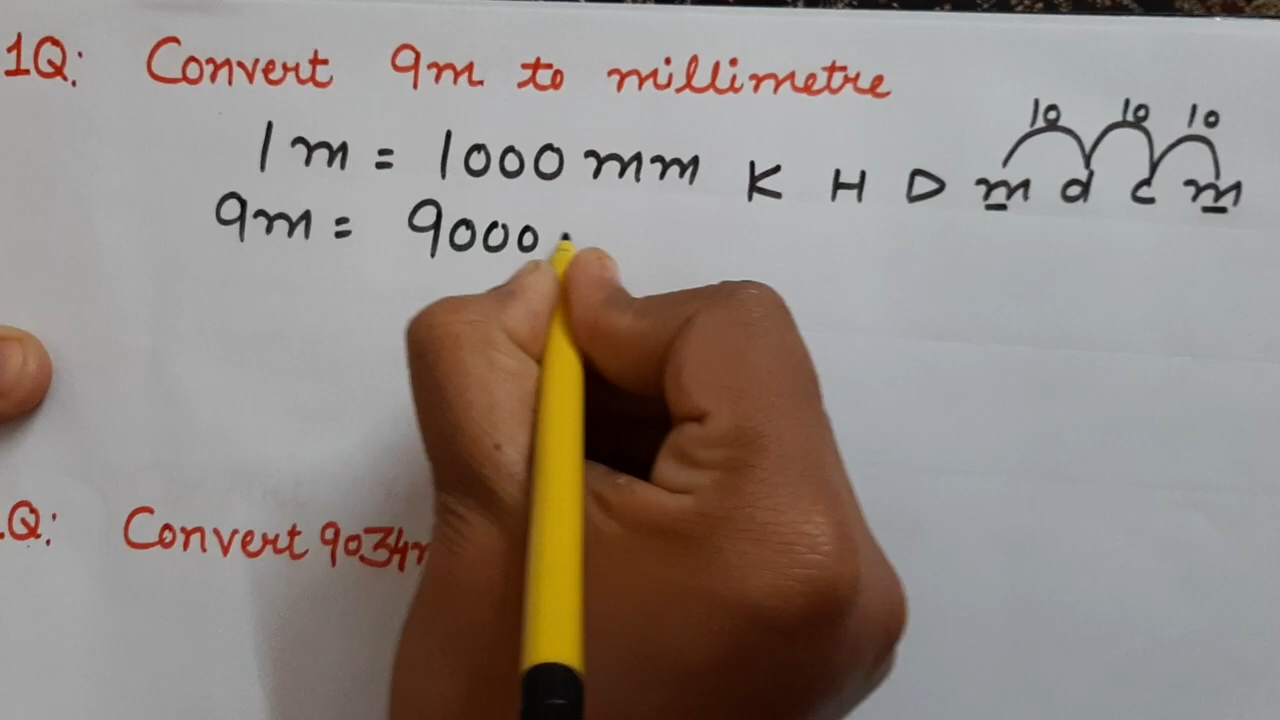 1Q: Convert 9m to millimetre
10 10 10
1m = 1000 mm K H D m d c m
9m = 9000
Q: Convert 9034